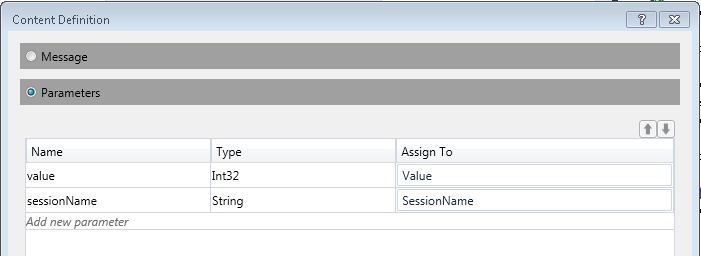 Content Definition
Message
Parameters
Name Type Assign To
value Int32 Value
sessionName String SessionName
Add new parameter